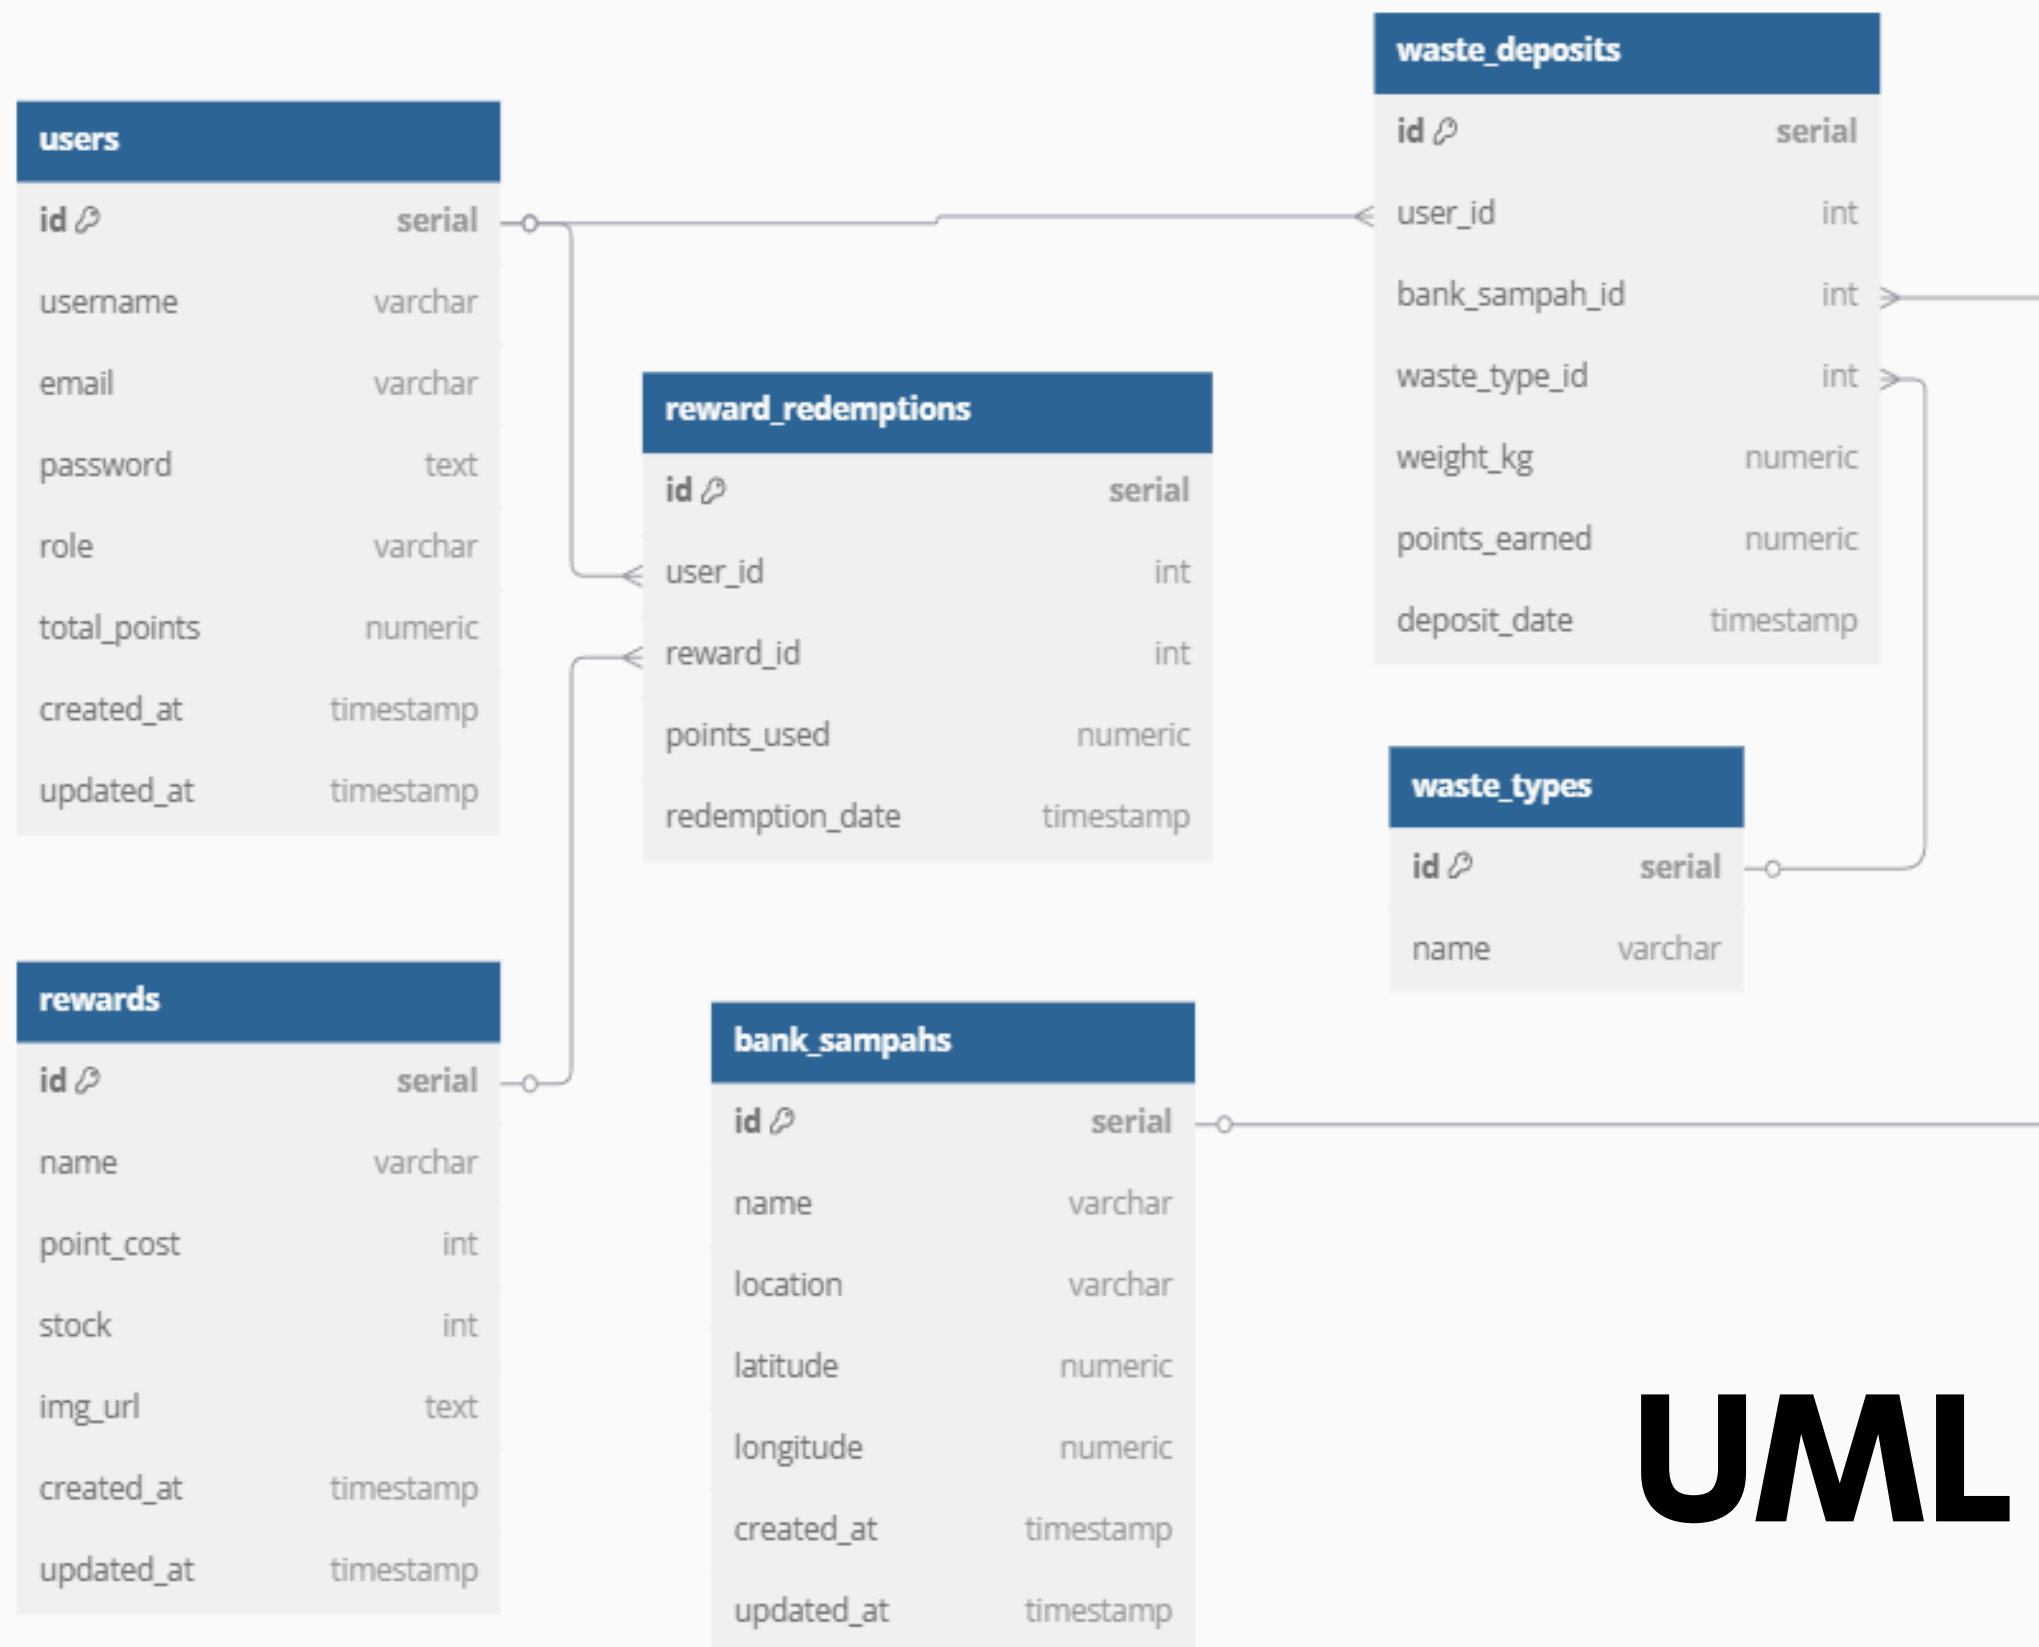 users
id serial
username varchar
email varchar
password text
role varchar
total_points numeric
created_at timestamp
updated_at timestamp
rewards
id serial
name varchar
point_cost int
stock int
img_url text
created_at timestamp
updated_at timestamp
reward_redemptions
id serial
user_id int
reward_id int
points_used numeric
redemption_date timestamp
bank_sampahs
id serial
name varchar
location varchar
latitude numeric
longitude numeric
created_at timestamp
updated_at timestamp
waste_deposits
id serial
user_id int
bank_sampah_id int
waste_type_id int
weight_kg numeric
points_earned numeric
deposit_date timestamp
waste_types
id serial
name varchar
UML